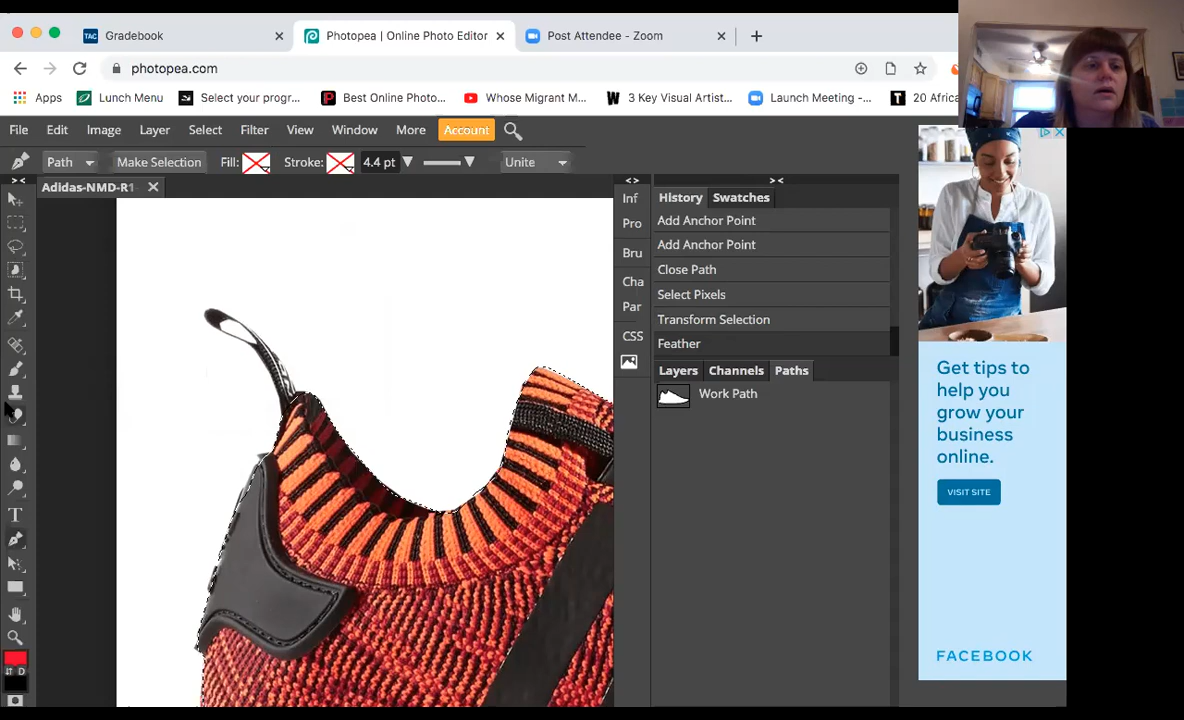 TAC Gradebook
Photopea | Online Photo Editor
Post Attendee - Zoom
photopea.com
Apps
Lunch Menu
Select your progr...
Best Online Photo...
Whose Migrant M...
3 Key Visual Artist...
Launch Meeting -...
20 Africa
File Edit Image Layer Select Filter View Window More Account
Path
Make Selection
Fill:
Stroke:
4.4 pt
Unite
Adidas-NMD-R1-
Inf
Pro
Bru
Cha
Par
CSS
History Swatches
Add Anchor Point
Add Anchor Point
Close Path
Select Pixels
Transform Selection
Feather
Layers Channels Paths
Work Path
Get tips to
help you
grow your
business
online.
VISIT SITE
FACEBOOK